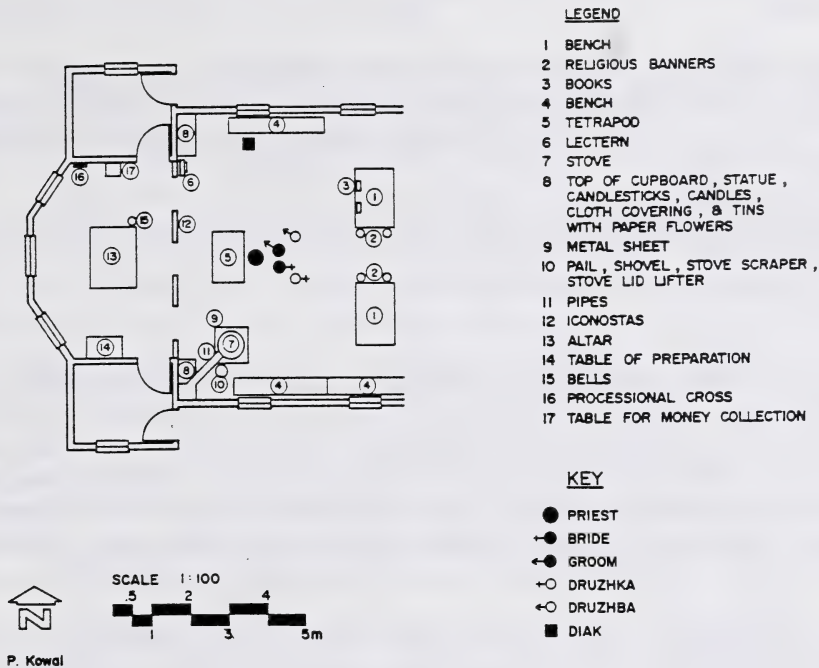 LEGEND
1 BENCH
2 RELIGIOUS BANNERS
3 BOOKS
4 BENCH
5 TETRAPOD
6 LECTERN
7 STOVE
8 TOP OF CUPBOARD, STATUE,
CANDLESTICKS, CANDLES,
CLOTH COVERING, & TINS
WITH PAPER FLOWERS
9 METAL SHEET
10 PAIL, SHOVEL, STOVE SCRAPER,
STOVE LID LIFTER
11 PIPES
12 ICONOSTAS
13 ALTAR
14 TABLE OF PREPARATION
15 BELLS
16 PROCESSIONAL CROSS
17 TABLE FOR MONEY COLLECTION
8
4
16
17
6
3
1
15
12
2
13
5
2
9
1
14
11
7
8
10
4
4
KEY
PRIEST
BRIDE
GROOM
DRUZHKA
DRUZHBA
DIAK
SCALE 1:100
.5 2 4
1 3 5m
N
P. Kowal